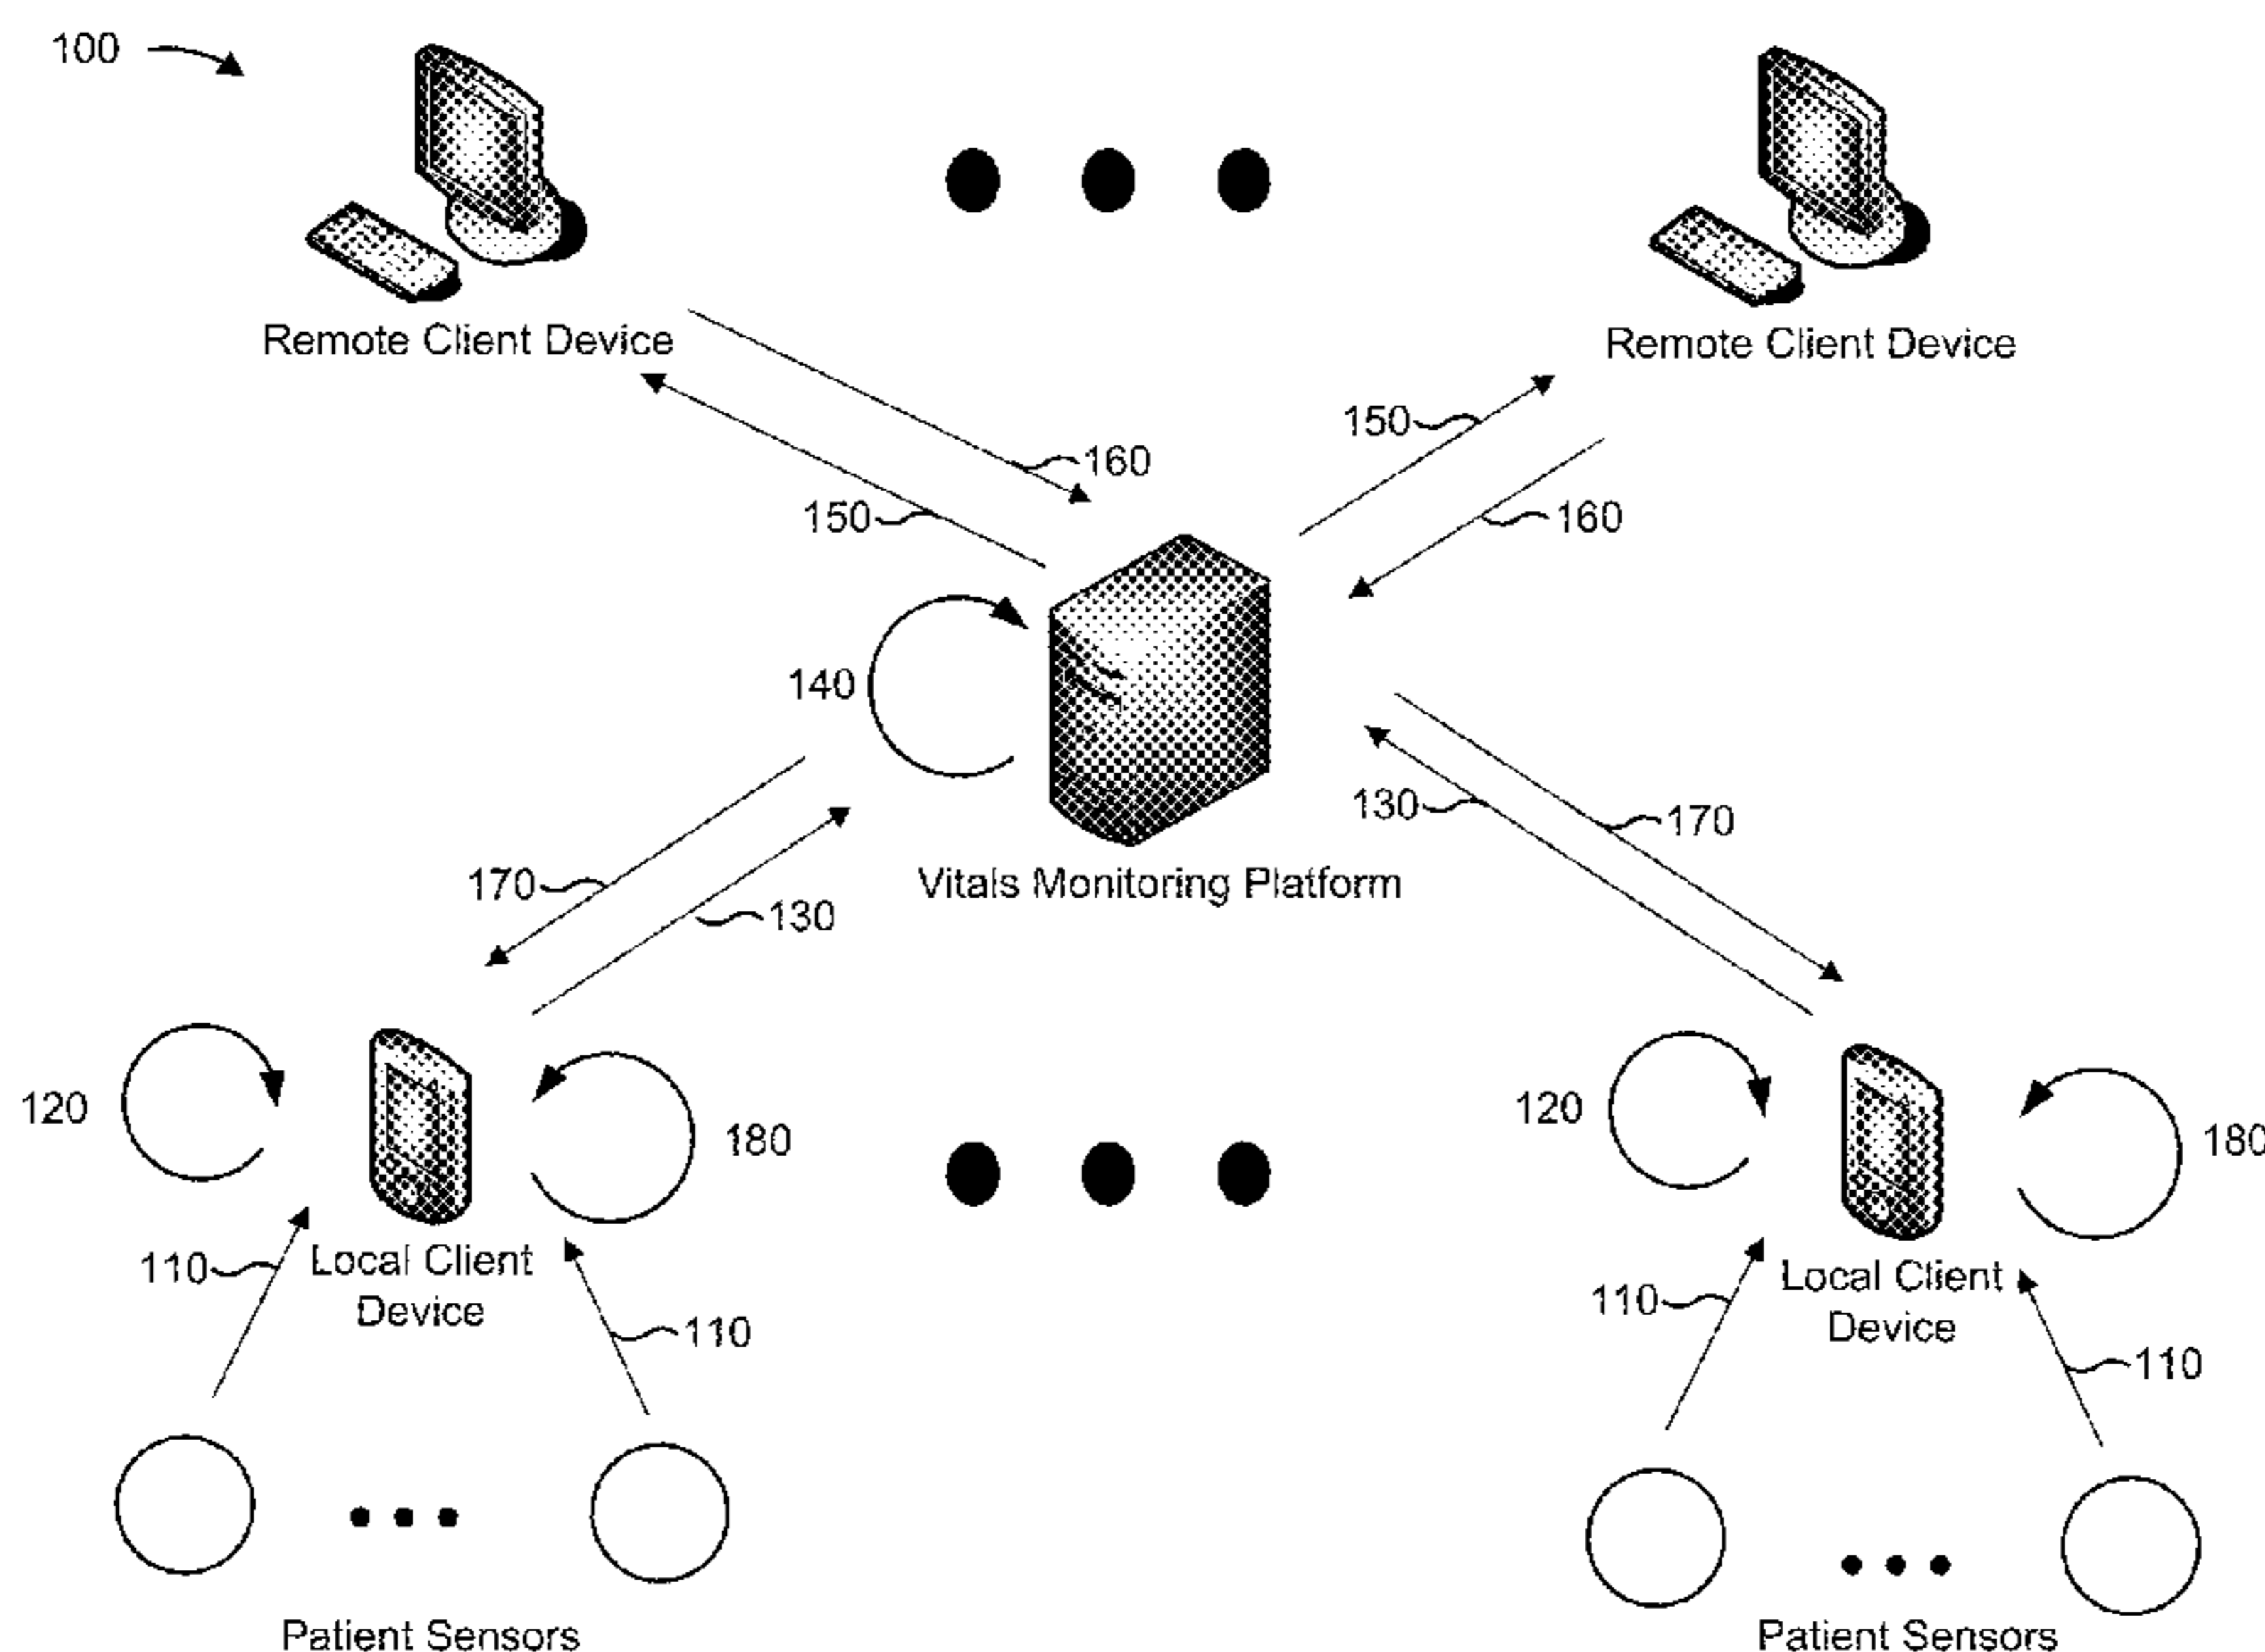 100
Remote Client Device
Remote Client Device
150
160
150
160
140
130
170
170
130
Vitals Monitoring Platform
120
180
120
180
110
Local Client
Device
110
110
Local Client
Device
110
Patient Sensors
Patient Sensors